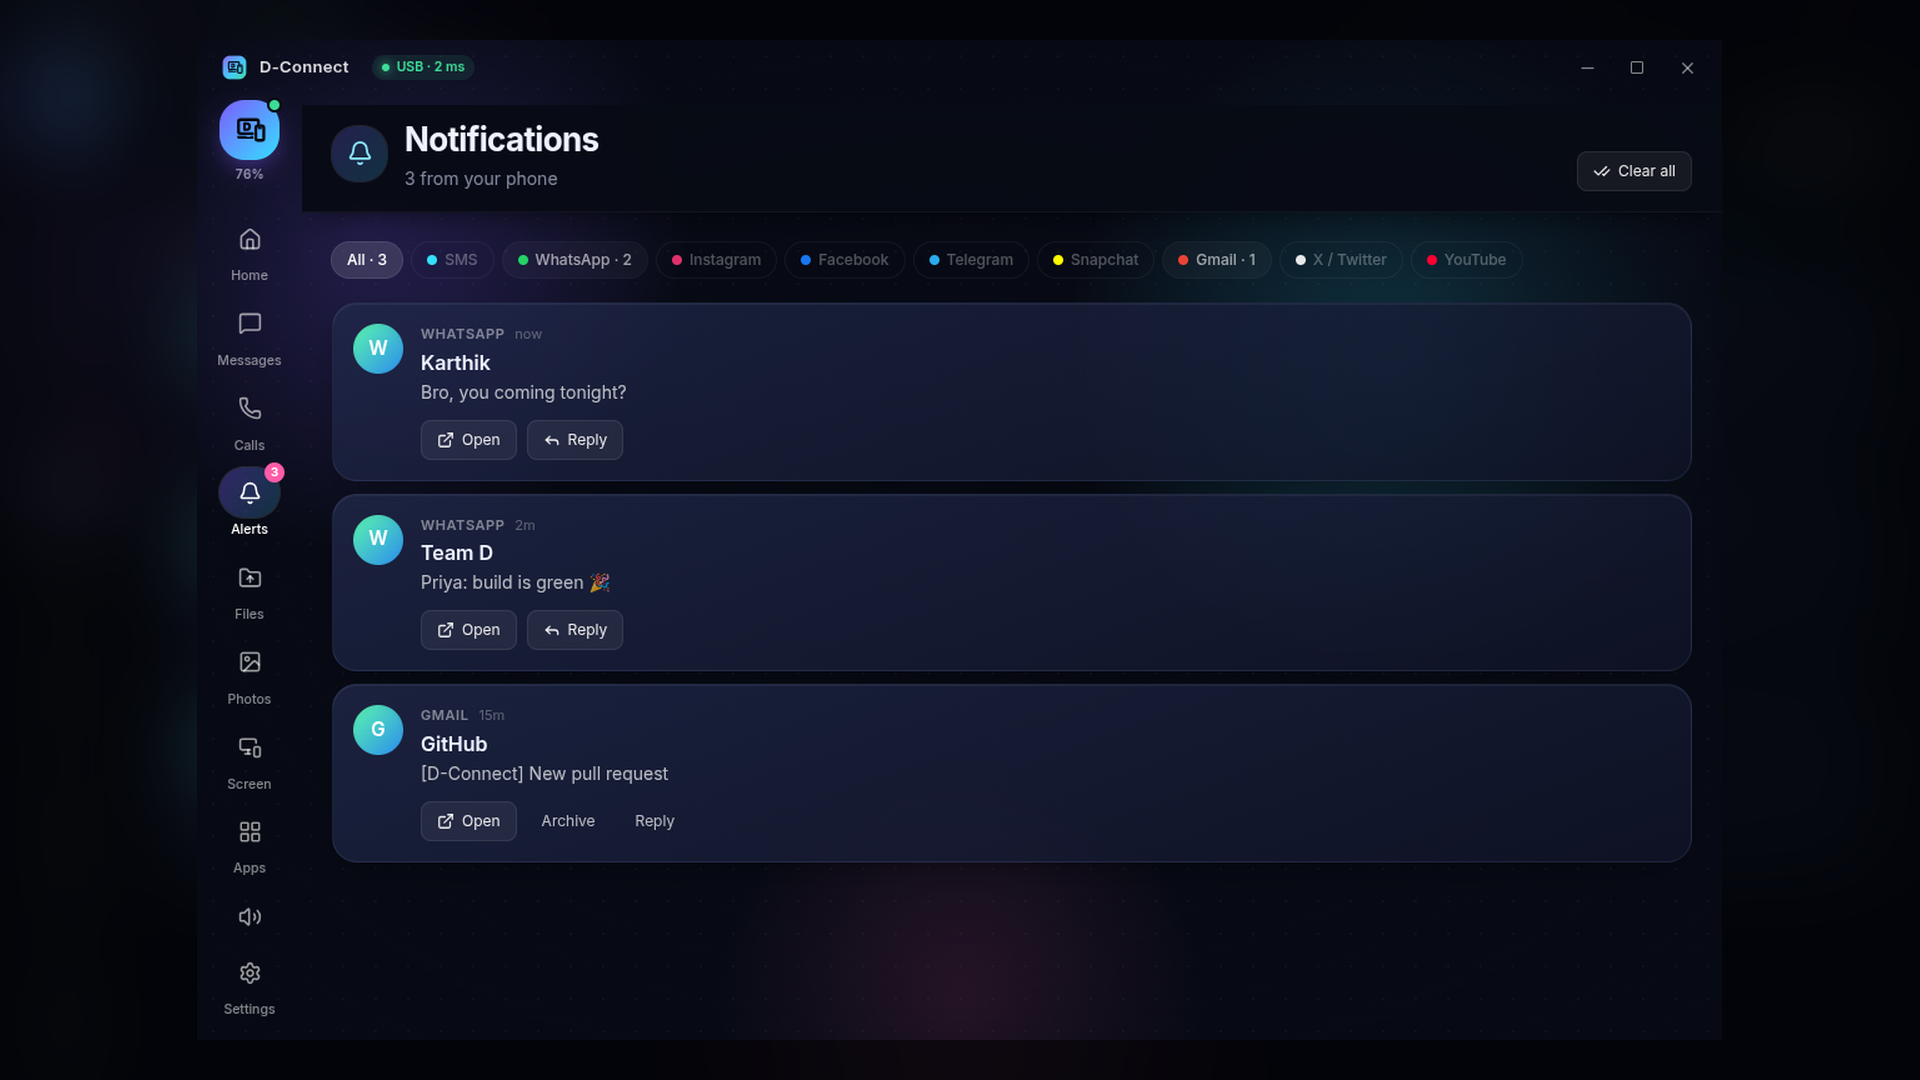 D-Connect
USB · 2 ms
76%
Home
Messages
Calls
3
Alerts
Files
Photos
Screen
Apps
Settings
Notifications
3 from your phone
Clear all
All · 3 SMS WhatsApp · 2 Instagram Facebook Telegram Snapchat Gmail · 1 X / Twitter YouTube
W
WHATSAPP now
Karthik
Bro, you coming tonight?
Open Reply
W
WHATSAPP 2m
Team D
Priya: build is green 🎉
Open Reply
G
GMAIL 15m
GitHub
[D-Connect] New pull request
Open Archive Reply